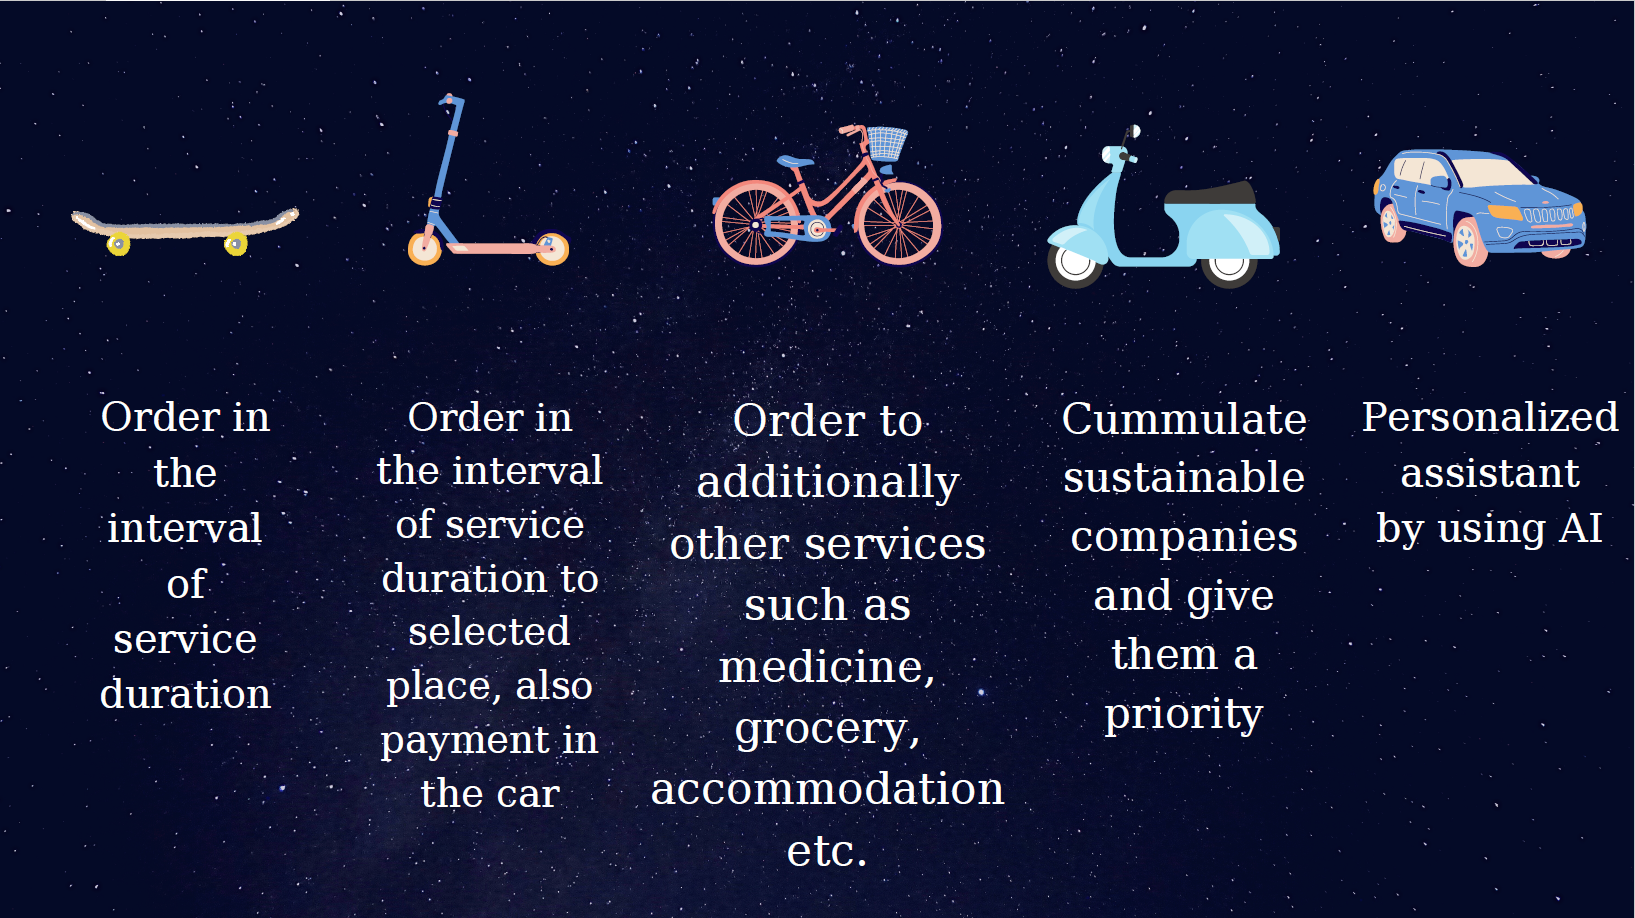 Order in
the
interval
of
service
duration
Order in
the interval
of service
duration to
selected
place, also
payment in
the car
Order to
additionally
other services
such as
medicine,
grocery,
accommodation
etc.
Cummulate
sustainable
companies
and give
them a
priority
Personalized
assistant
by using AI